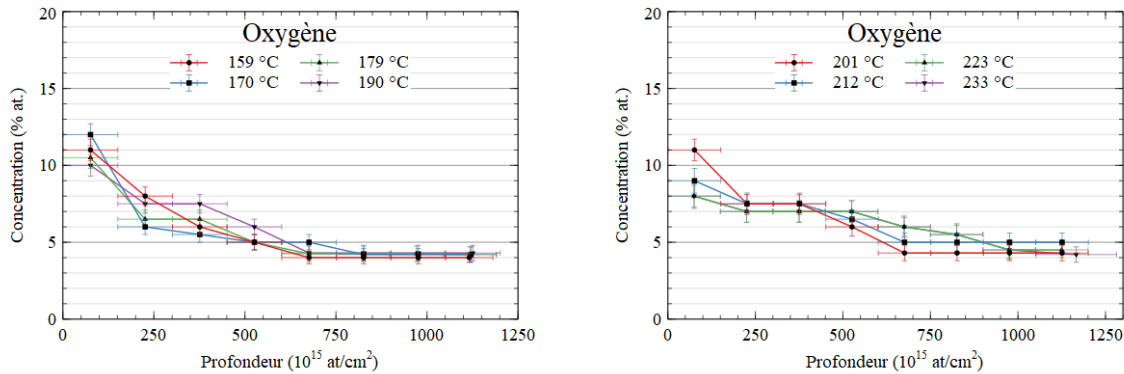 Oxygène
159 °C
179 °C
170 °C
190 °C
Concentration (% at.)
20
15
10
5
0
0
250
500
750
1000
1250
Profondeur (10¹⁵ at/cm²)
Oxygène
201 °C
223 °C
212 °C
233 °C
Concentration (% at.)
20
15
10
5
0
0
250
500
750
1000
1250
Profondeur (10¹⁵ at/cm²)